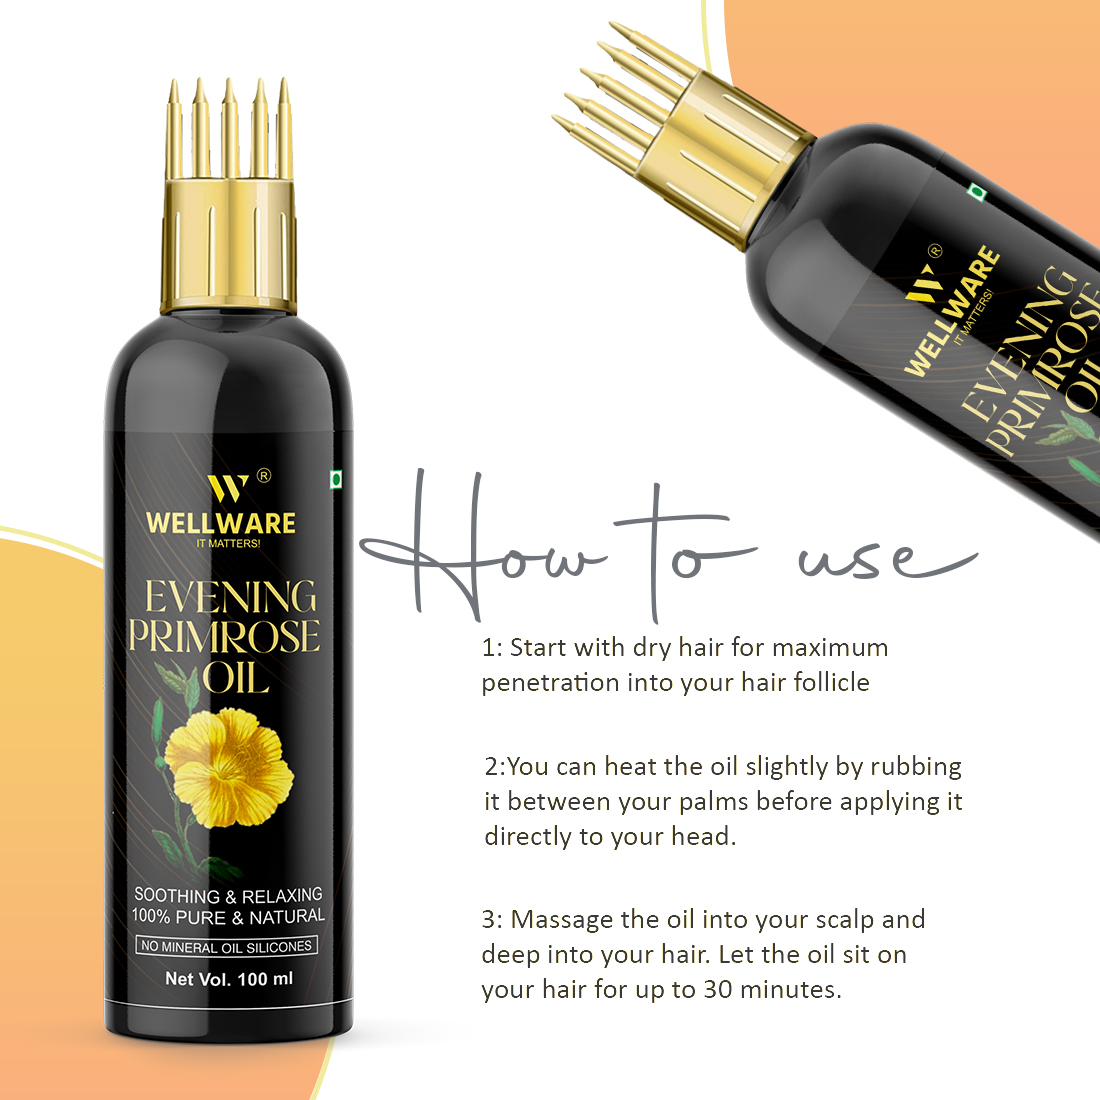 W ®
WELLWARE
IT MATTERS!
EVENING
PRIMROSE
OIL
SOOTHING & RELAXING
100% PURE & NATURAL
NO MINERAL OIL SILICONES
Net Vol. 100 ml
W ®
WELLWARE
IT MATTERS!
EVENING
PRIMROSE
OIL
How to use
1: Start with dry hair for maximum
penetration into your hair follicle
2:You can heat the oil slightly by rubbing
it between your palms before applying it
directly to your head.
3: Massage the oil into your scalp and
deep into your hair. Let the oil sit on
your hair for up to 30 minutes.